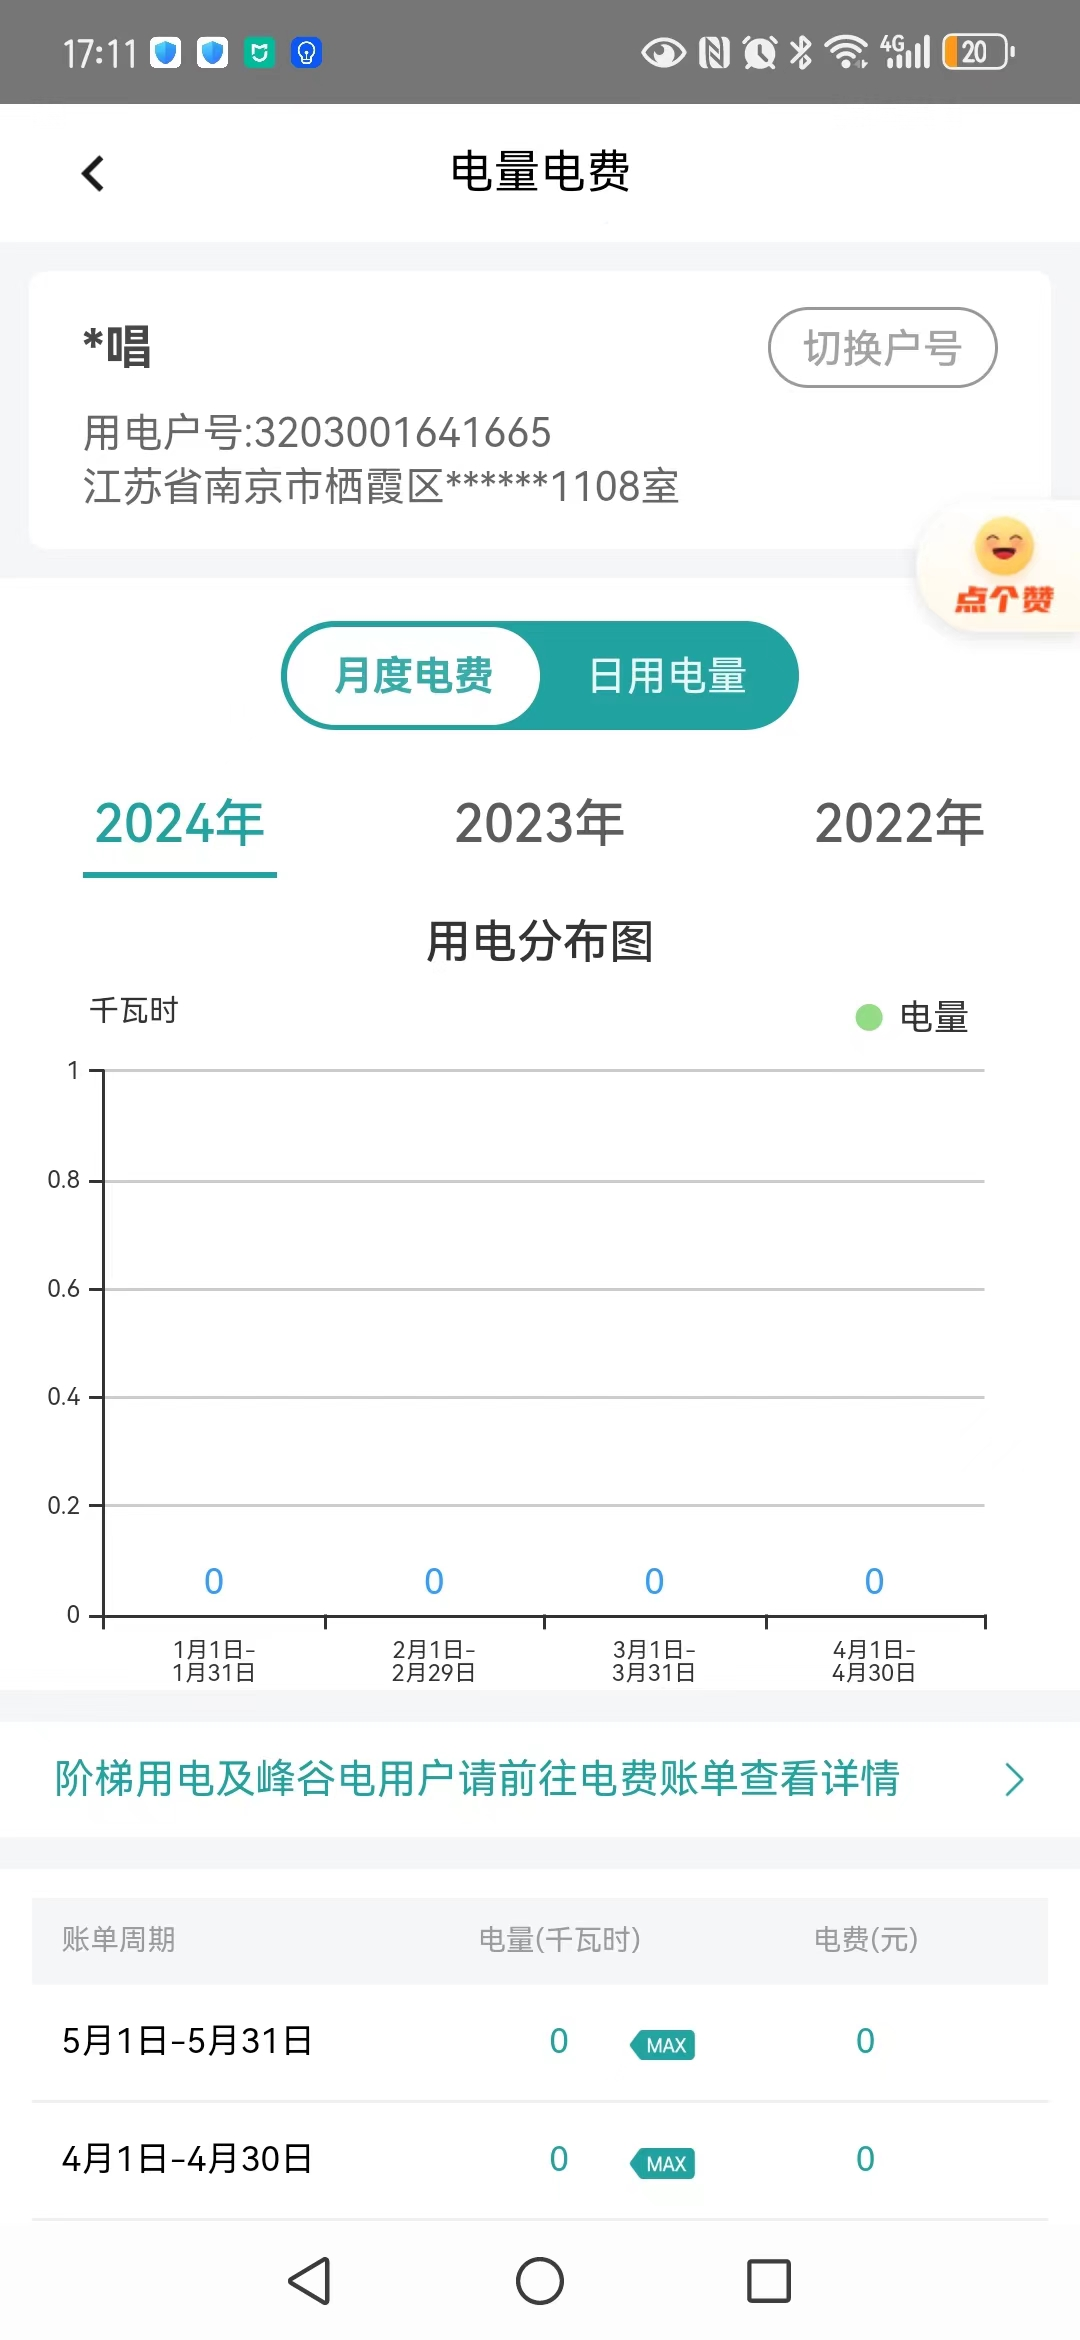 17:11
4G
20
电量电费
*唱
切换户号
用电户号:3203001641665
江苏省南京市栖霞区******1108室
点个赞
月度电费 日用电量
2024年 2023年 2022年
用电分布图
千瓦时
电量
1
0.8
0.6
0.4
0.2
0
0 0 0 0
1月1日-
1月31日
2月1日-
2月29日
3月1日-
3月31日
4月1日-
4月30日
阶梯用电及峰谷电用户请前往电费账单查看详情
账单周期 电量(千瓦时) 电费(元)
5月1日-5月31日 0 MAX 0
4月1日-4月30日 0 MAX 0